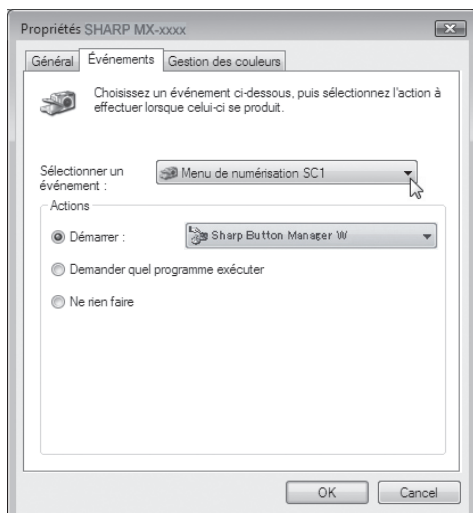 Propriétés SHARP MX-xxxx
Général
Événements
Gestion des couleurs
Choisissez un événement ci-dessous, puis sélectionnez l'action à
effectuer lorsque celui-ci se produit.
Sélectionner un
événement :
Menu de numérisation SC1
Actions
Démarrer :
Sharp Button Manager W
Demander quel programme exécuter
Ne rien faire
OK
Cancel